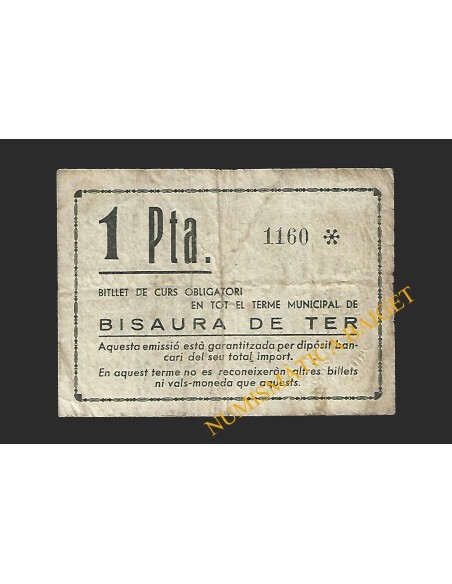 1 Pta.
1160 *
BITLLET DE CURS OBLIGATORI
EN TOT EL TERME MUNICIPAL DE
BISAURA DE TER
Aquesta emissió està garantitzada per dipòsit ban-
cari del seu total import.
En aquest terme no es reconeixeràn altres billets
ni vals-moneda que aquests.
NUMISMATICA BALCET